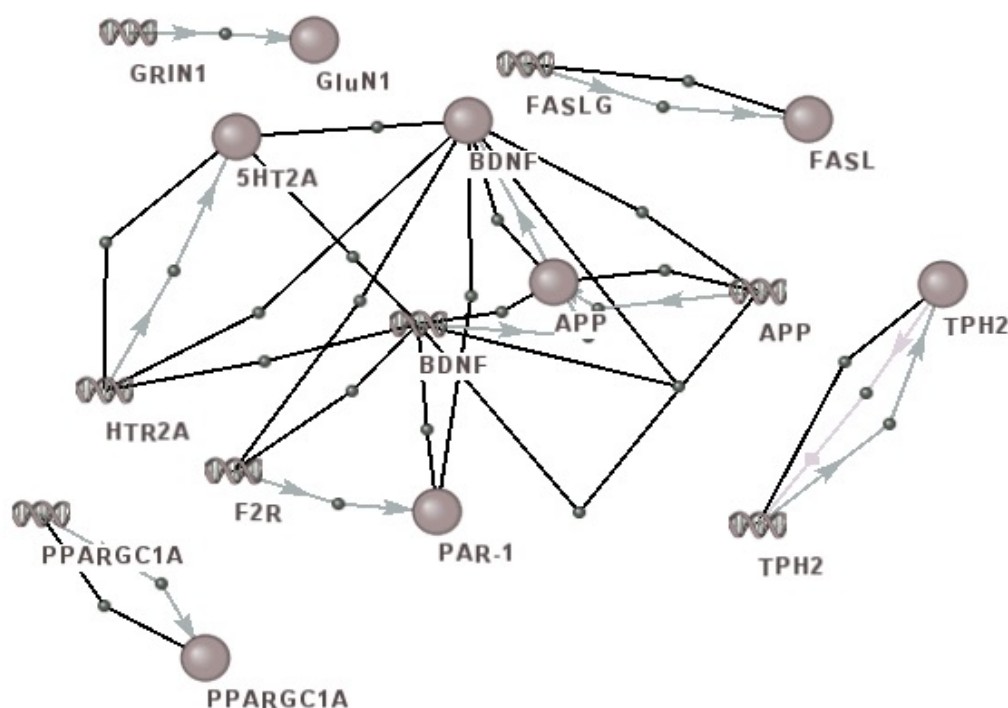 GRIN1
GluN1
FASLG
FASL
5HT2A
BDNF
APP
APP
TPH2
BDNF
HTR2A
F2R
PAR-1
PPARGC1A
TPH2
PPARGC1A